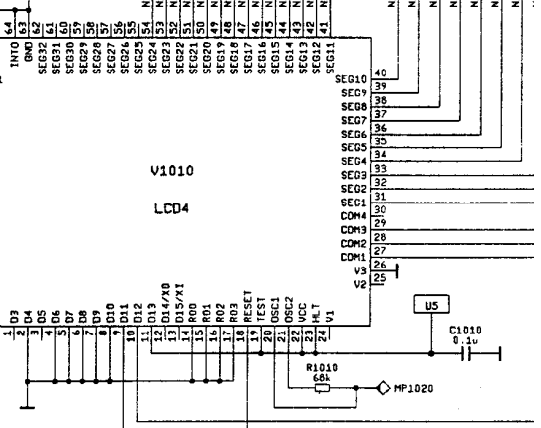 N N N N N N N N N N N N N N N N N N N N
64 63 62 61 60 59 58 57 56 55 54 53 52 51 50 49 48 47 46 45 44 43 42 41
INT0 GND SEG32 SEG31 SEG30 SEG29 SEG28 SEG27 SEG26 SEG25 SEG24 SEG23 SEG22 SEG21 SEG20 SEG19 SEG18 SEG17 SEG16 SEG15 SEG14 SEG13 SEG12 SEG11
SEG10 40
SEG9 39
SEG8 38
SEG7 37
SEG6 36
SEG5 35
SEG4 34
SEG3 33
SEG2 32
SEG1 31
COM4 30
COM3 29
COM2 28
COM1 27
V3 26
V2 25
V1010
LCD4
D3 D4 D5 D6 D7 D8 D9 D10 D11 D12 D13 D14/X0 D15/XI R00 R01 R02 R03 RESET TEST OSC1 OSC2 VCC HLT V1
1 2 3 4 5 6 7 8 9 10 11 12 13 14 15 16 17 18 19 20 21 22 23 24
U5
C1010
0.1u
R1010
68k
MP1020